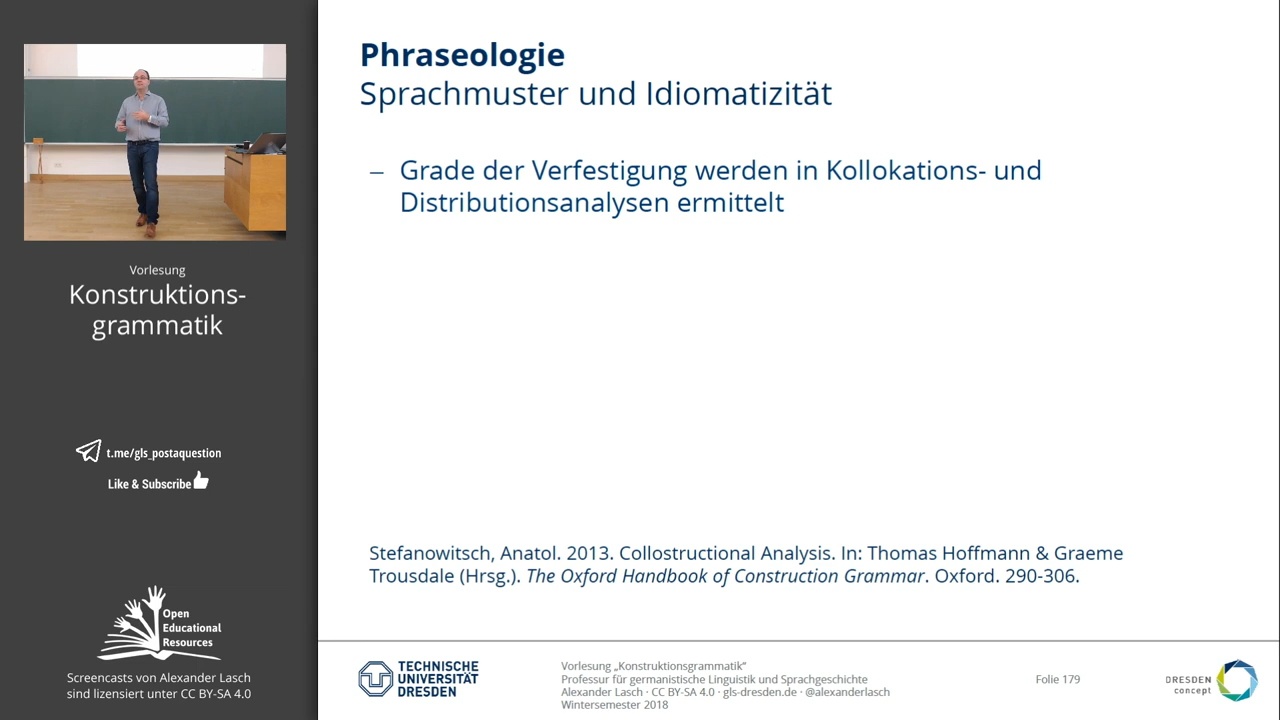 Vorlesung
Konstruktions-
grammatik
t.me/gls_postaquestion
Like & Subscribe
Open
Educational
Resources
Screencasts von Alexander Lasch
sind lizensiert unter CC BY-SA 4.0
Phraseologie
Sprachmuster und Idiomatizität
– Grade der Verfestigung werden in Kollokations- und
Distributionsanalysen ermittelt
Stefanowitsch, Anatol. 2013. Collostructional Analysis. In: Thomas Hoffmann & Graeme
Trousdale (Hrsg.). The Oxford Handbook of Construction Grammar. Oxford. 290-306.
TECHNISCHE
UNIVERSITÄT
DRESDEN
Vorlesung „Konstruktionsgrammatik“
Professur für germanistische Linguistik und Sprachgeschichte
Alexander Lasch · CC BY-SA 4.0 · gls-dresden.de · @alexanderlasch
Wintersemester 2018
Folie 179
DRESDEN
concept